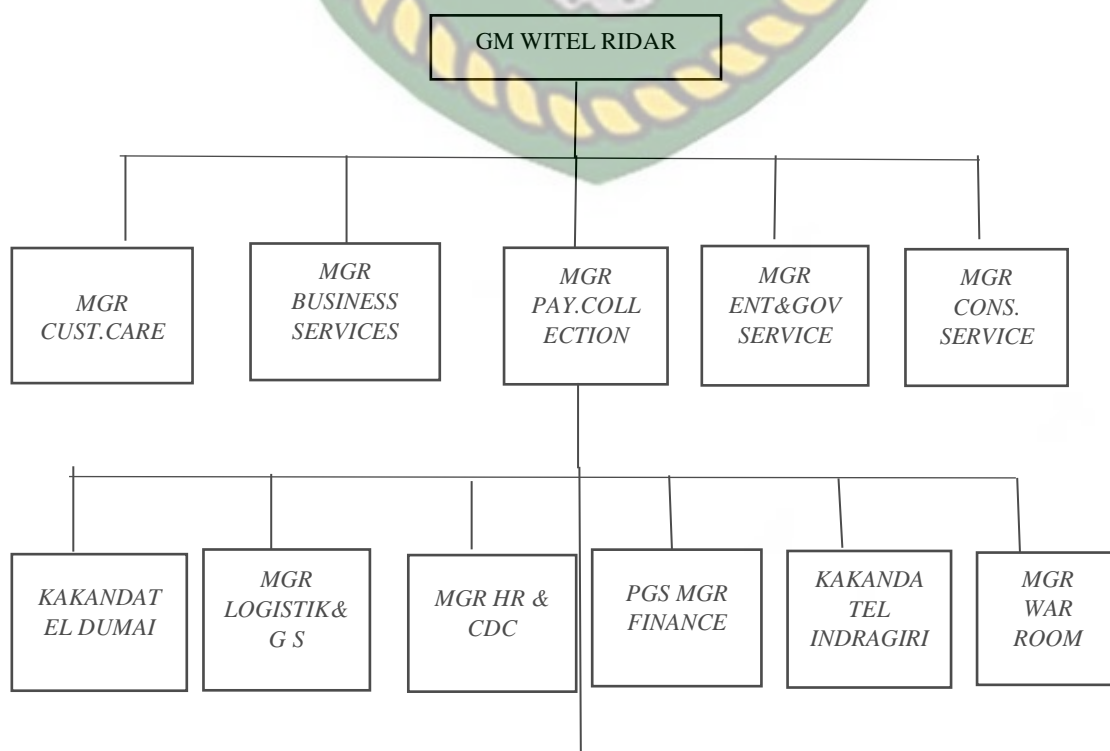 GM WITEL RIDAR
MGR
CUST.CARE
MGR
BUSINESS
SERVICES
MGR
PAY.COLL
ECTION
MGR
ENT&GOV
SERVICE
MGR
CONS.
SERVICE
KAKANDAT
EL DUMAI
MGR
LOGISTIK&
G S
MGR HR &
CDC
PGS MGR
FINANCE
KAKANDA
TEL
INDRAGIRI
MGR
WAR
ROOM